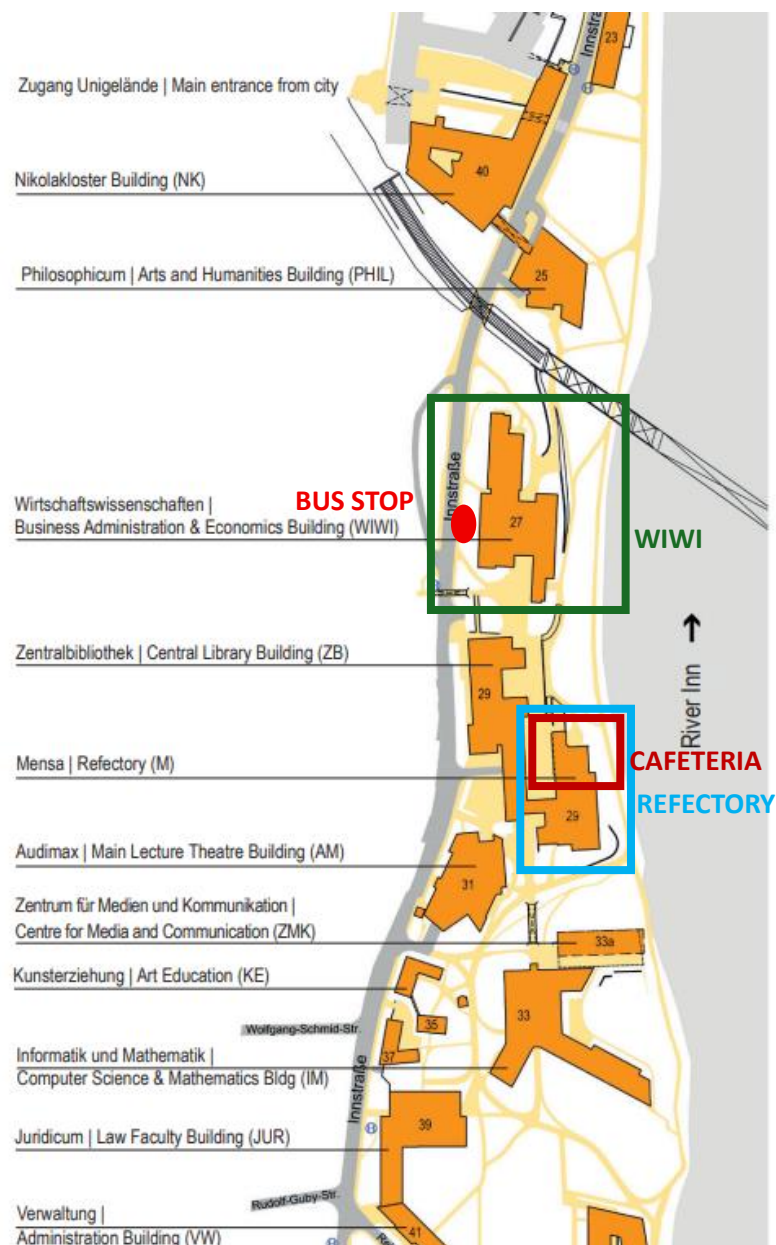 Innstra
23
Zugang Unigelände | Main entrance from city
40
Nikolakloster Building (NK)
Philosophicum | Arts and Humanities Building (PHIL)
25
BUS STOP
Innstraße
Wirtschaftswissenschaften |
Business Administration & Economics Building (WIWI)
27
WIWI
H
Zentralbibliothek | Central Library Building (ZB)
29
River Inn →
Mensa | Refectory (M)
CAFETERIA
REFECTORY
29
Audimax | Main Lecture Theatre Building (AM)
31
Zentrum für Medien und Kommunikation |
Centre for Media and Communication (ZMK)
33a
Kunsterziehung | Art Education (KE)
33
35
Wolfgang-Schmid-Str.
37
Informatik und Mathematik |
Computer Science & Mathematics Bldg (IM)
Innstraße
39
H
Juridicum | Law Faculty Building (JUR)
Rudolf-Guby-Str.
Verwaltung |
Administration Building (VW)
41